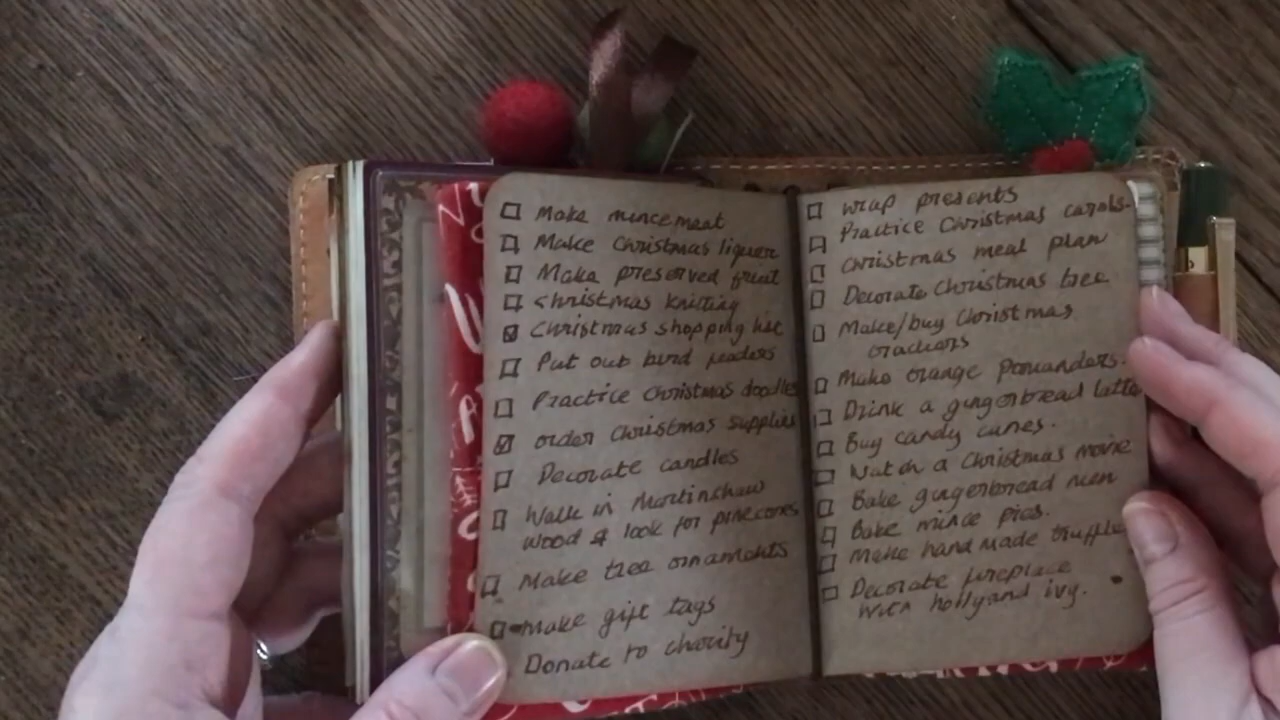 Make mincemeat
Make Christmas liqueur
Make preserved fruit
Christmas knitting
Christmas shopping list
Put out bird feeders
Practice Christmas doodles
order Christmas supplies
Decorate candles
Walk in Martinshaw
wood & look for pinecones
Make tree ornaments
Make gift tags
Donate to charity
wrap presents
Practice Christmas carols.
Christmas meal plan
Decorate Christmas tree
Make/buy Christmas
crackers
Make orange pomanders.
Drink a gingerbread latte
Buy candy canes.
Watch a Christmas movie
Bake gingerbread men
Bake mince pies.
Make hand made truffles
Decorate fireplace
with holly and ivy.